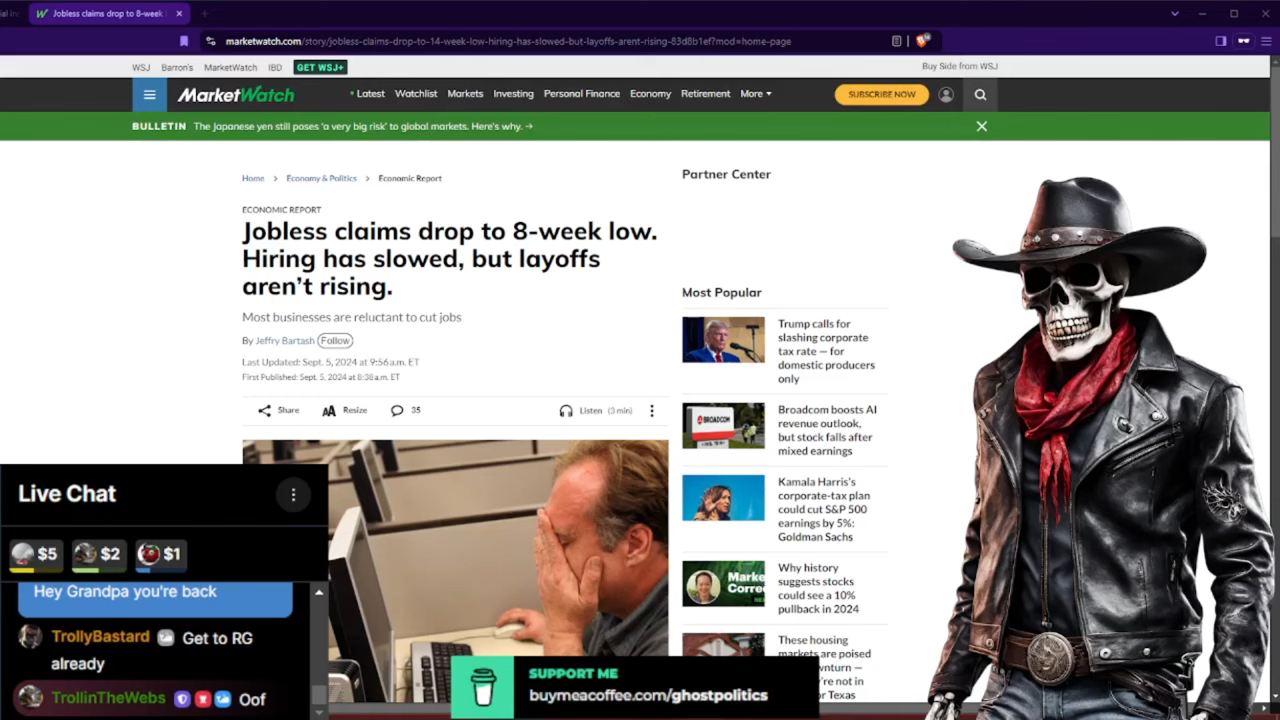 Jobless claims drop to 8-week
marketwatch.com/story/jobless-claims-drop-to-14-week-low-hiring-has-slowed-but-layoffs-arent-rising-83d8b1ef?mod=home-page
WSJ Barron's MarketWatch IBD GET WSJ+ Buy Side from WSJ
MarketWatch Latest Watchlist Markets Investing Personal Finance Economy Retirement More SUBSCRIBE NOW
BULLETIN The Japanese yen still poses 'a very big risk' to global markets. Here's why. →
Home > Economy & Politics > Economic Report
ECONOMIC REPORT
Jobless claims drop to 8-week low.
Hiring has slowed, but layoffs
aren't rising.
Most businesses are reluctant to cut jobs
By Jeffry Bartash Follow
Last Updated: Sept. 5, 2024 at 9:56 a.m. ET
First Published: Sept. 5, 2024 at 8:38 a.m. ET
Share AA Resize 35 Listen (3 min)
Partner Center
Most Popular
Trump calls for
slashing corporate
tax rate — for
domestic producers
only
BROADCOM
Broadcom boosts AI
revenue outlook,
but stock falls after
mixed earnings
Kamala Harris's
corporate-tax plan
could cut S&P 500
earnings by 5%:
Goldman Sachs
Why history
suggests stocks
could see a 10%
pullback in 2024
These housing
markets are poised
Live Chat
$5 $2 $1
Hey Grandpa you're back
TrollyBastard Get to RG
already
TrollinTheWebs Oof
SUPPORT ME
buymeacoffee.com/ghostpolitics